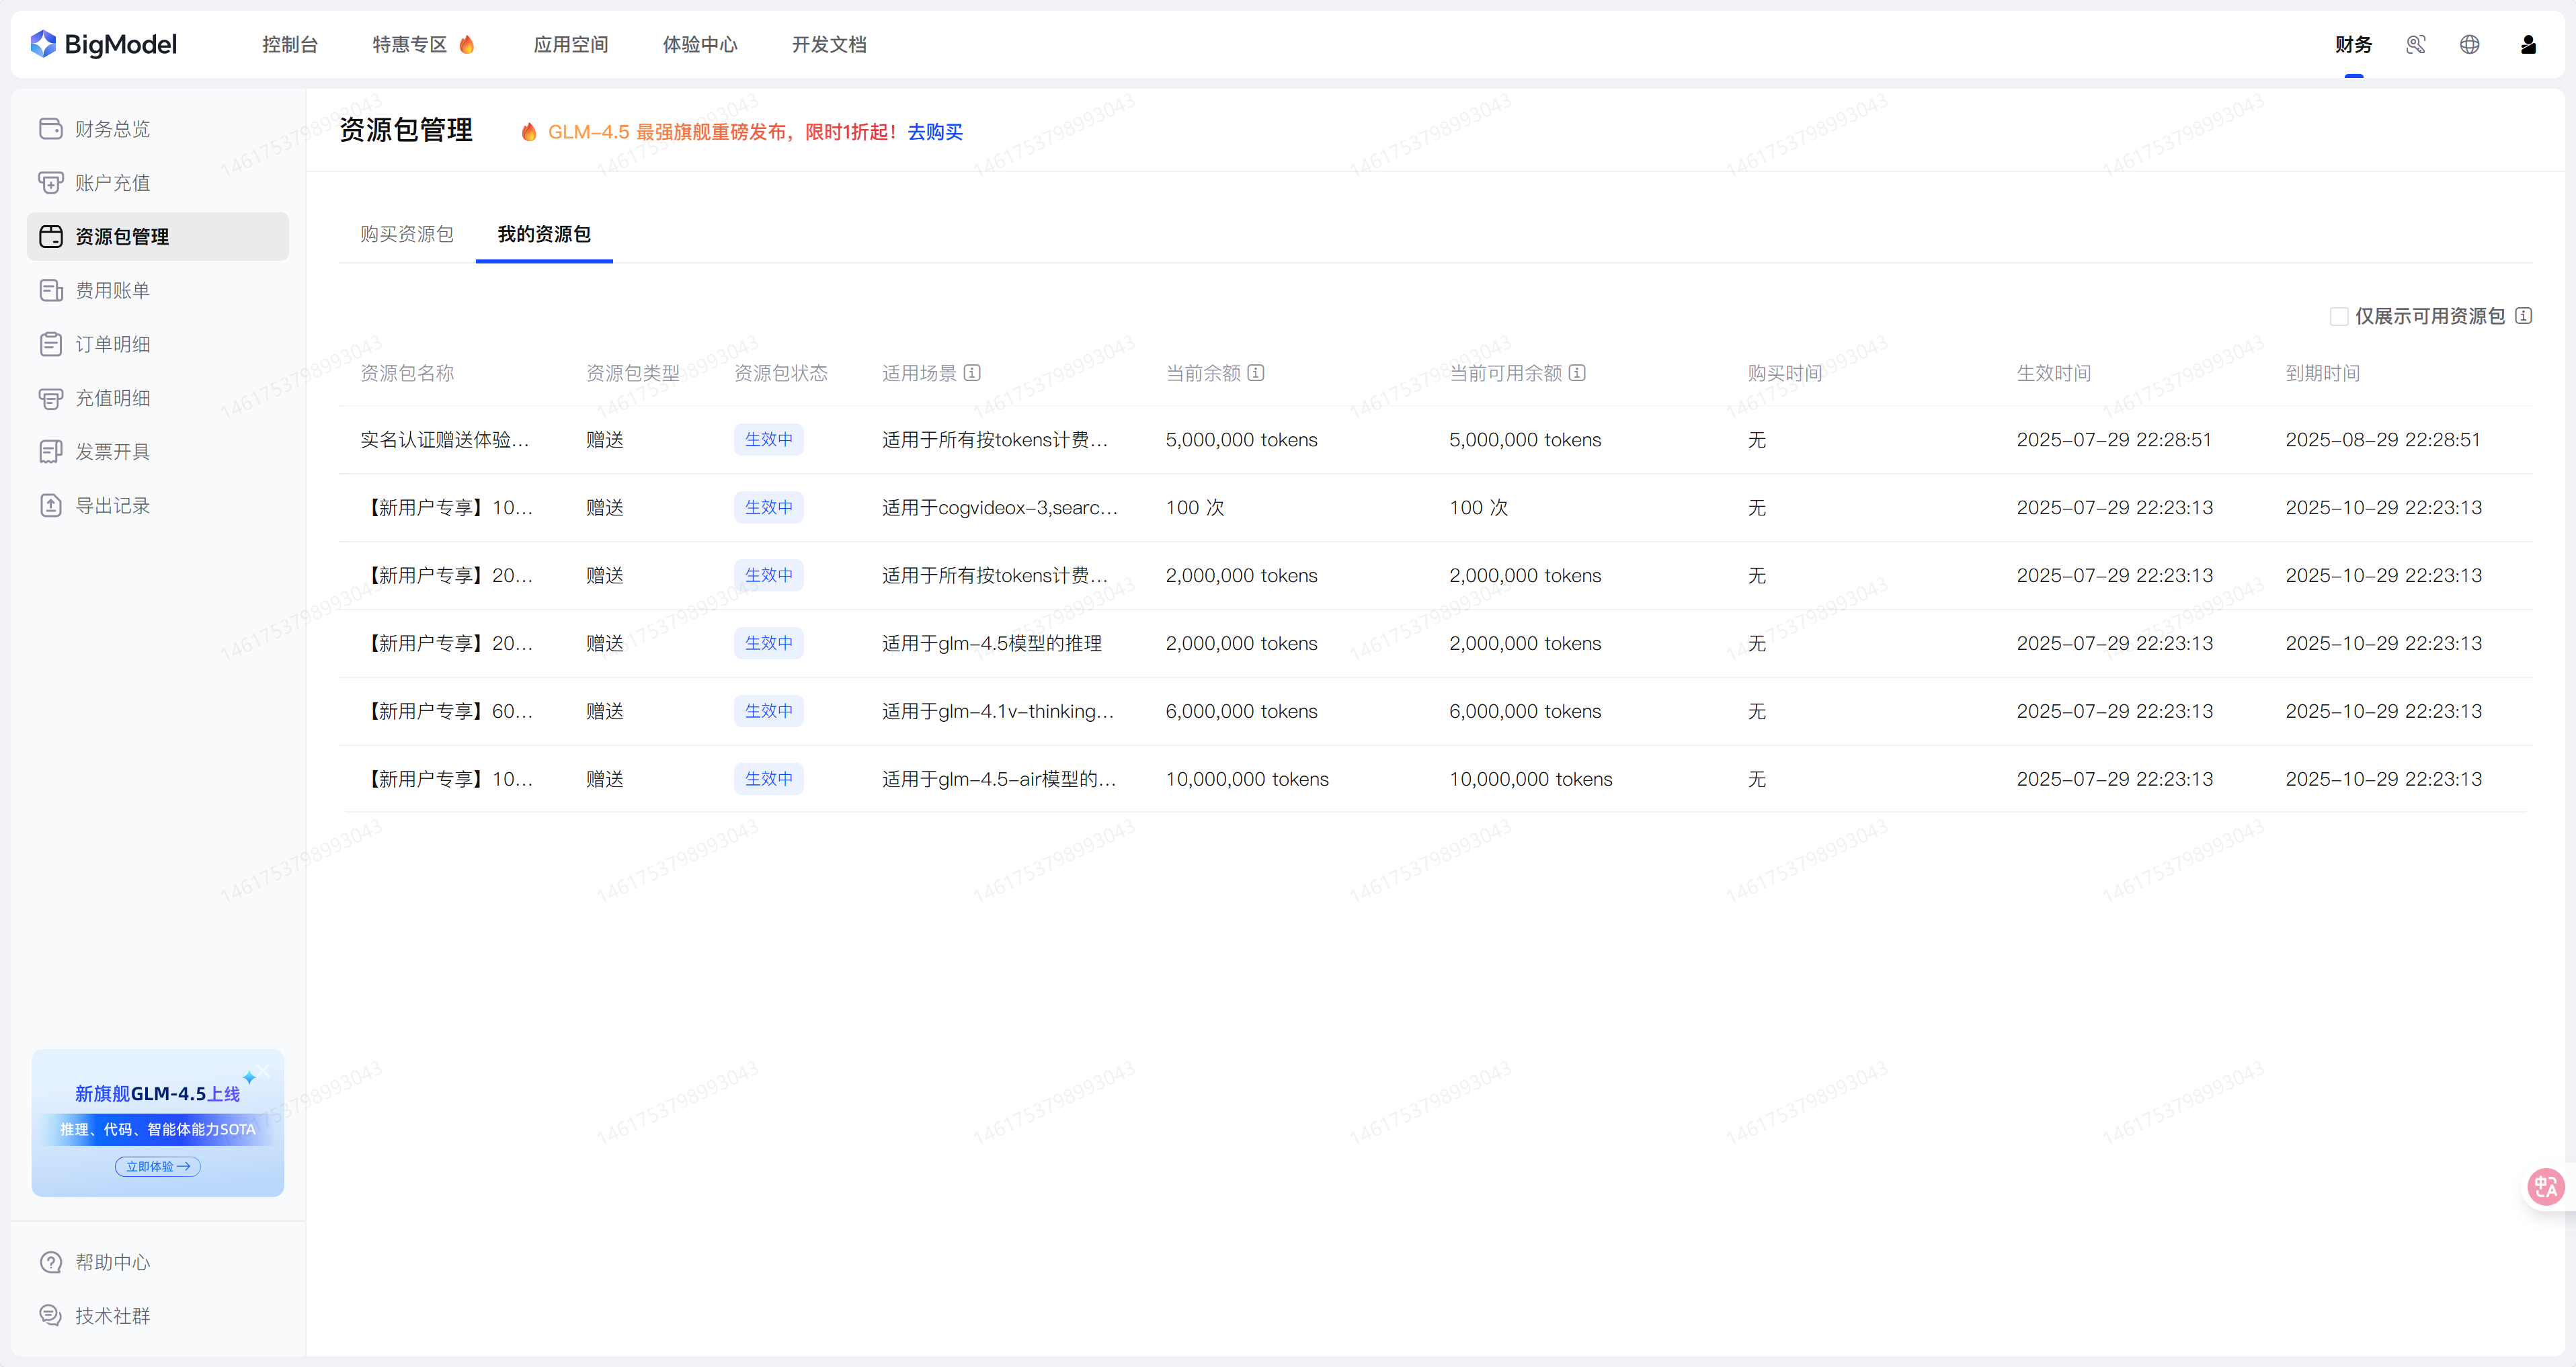 BigModel 控制台 特惠专区 应用空间 体验中心 开发文档 财务
财务总览
账户充值
资源包管理
费用账单
订单明细
充值明细
发票开具
导出记录
新旗舰GLM-4.5上线
推理、代码、智能体能力SOTA
立即体验
帮助中心
技术社群
资源包管理 GLM-4.5 最强旗舰重磅发布，限时1折起！去购买
购买资源包 我的资源包
仅展示可用资源包
资源包名称 资源包类型 资源包状态 适用场景 当前余额 当前可用余额 购买时间 生效时间 到期时间
实名认证赠送体验... 赠送 生效中 适用于所有按tokens计费... 5,000,000 tokens 5,000,000 tokens 无 2025-07-29 22:28:51 2025-08-29 22:28:51
【新用户专享】10... 赠送 生效中 适用于cogvideox-3,searc... 100 次 100 次 无 2025-07-29 22:23:13 2025-10-29 22:23:13
【新用户专享】20... 赠送 生效中 适用于所有按tokens计费... 2,000,000 tokens 2,000,000 tokens 无 2025-07-29 22:23:13 2025-10-29 22:23:13
【新用户专享】20... 赠送 生效中 适用于glm-4.5模型的推理 2,000,000 tokens 2,000,000 tokens 无 2025-07-29 22:23:13 2025-10-29 22:23:13
【新用户专享】60... 赠送 生效中 适用于glm-4.1v-thinking... 6,000,000 tokens 6,000,000 tokens 无 2025-07-29 22:23:13 2025-10-29 22:23:13
【新用户专享】10... 赠送 生效中 适用于glm-4.5-air模型的... 10,000,000 tokens 10,000,000 tokens 无 2025-07-29 22:23:13 2025-10-29 22:23:13
1461753798993043